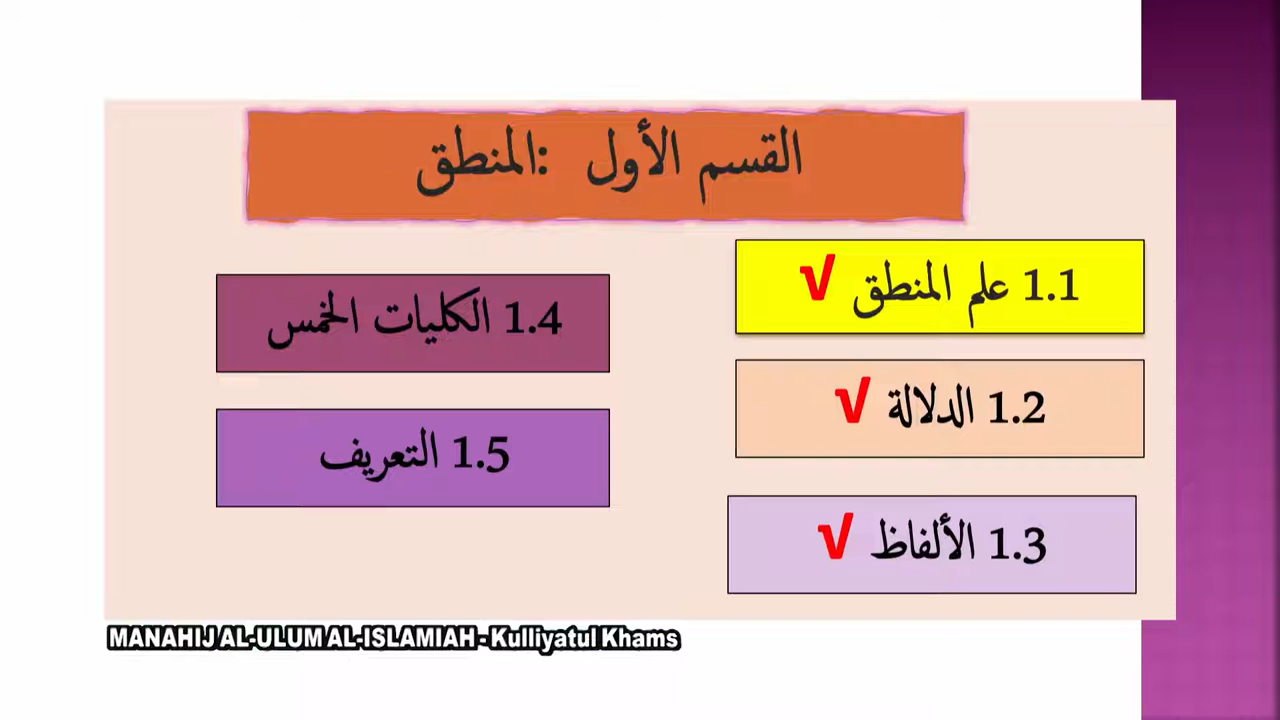 القسم الأول :المنطق
1.1 علم المنطق √
1.2 الدلالة √
1.3 الألفاظ √
1.4 الكليات الخمس
1.5 التعريف
MANAHIJ AL-ULUM AL-ISLAMIAH - Kulliyatul Khams